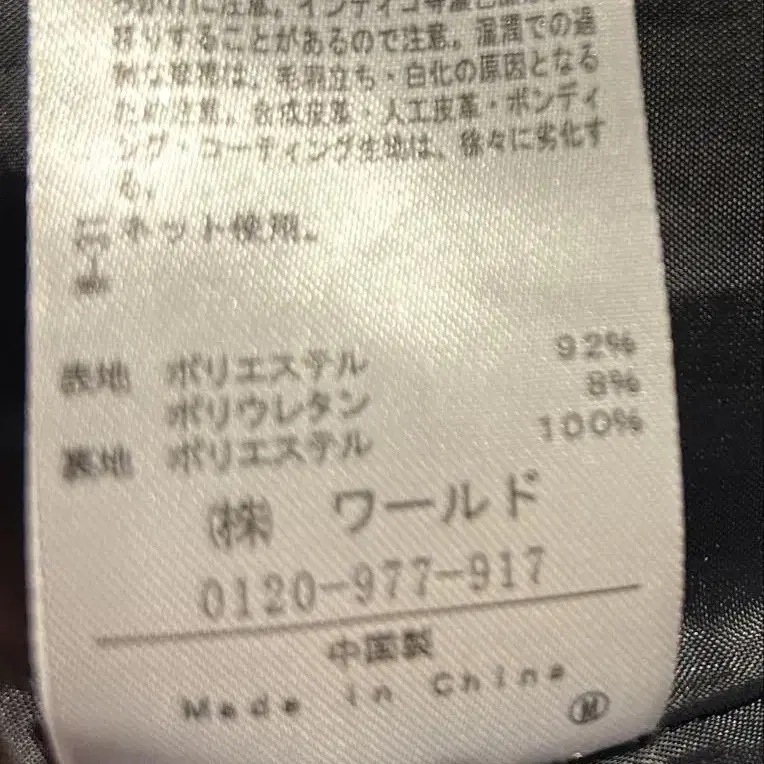 移りすることがあるので注意。湿潤での過
は、毛羽立ち・白化の原因となる
ため注意。合成皮革・人工皮革・ボンディ
ング・コーティング生地は、徐々に劣化す
る。
ネット使用。
表地 ポリエステル 92%
ポリウレタン 8%
裏地 ポリエステル 100%
㈱ ワールド
0120-977-917
中国製
Made in China
M